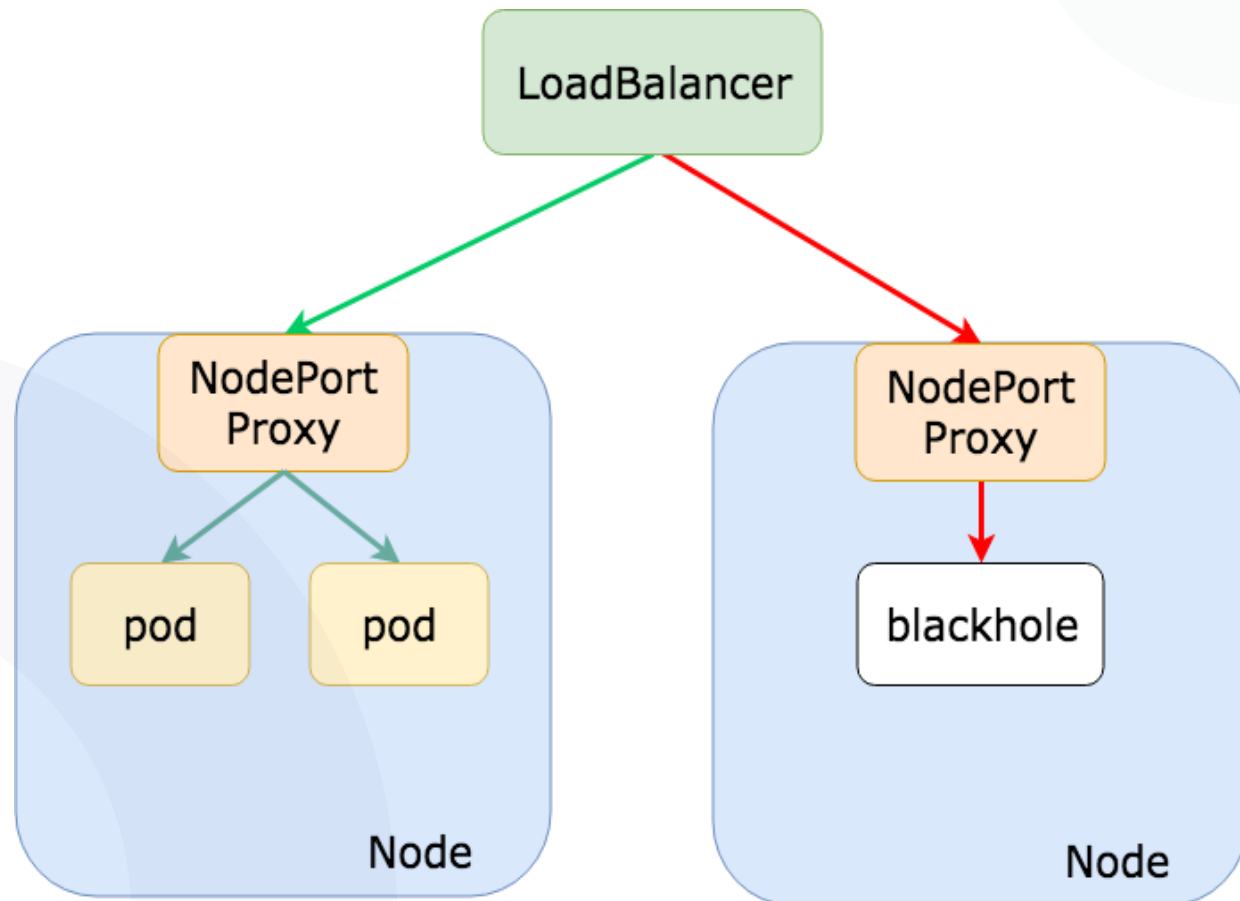 LoadBalancer
NodePort
Proxy
pod
pod
Node
NodePort
Proxy
blackhole
Node